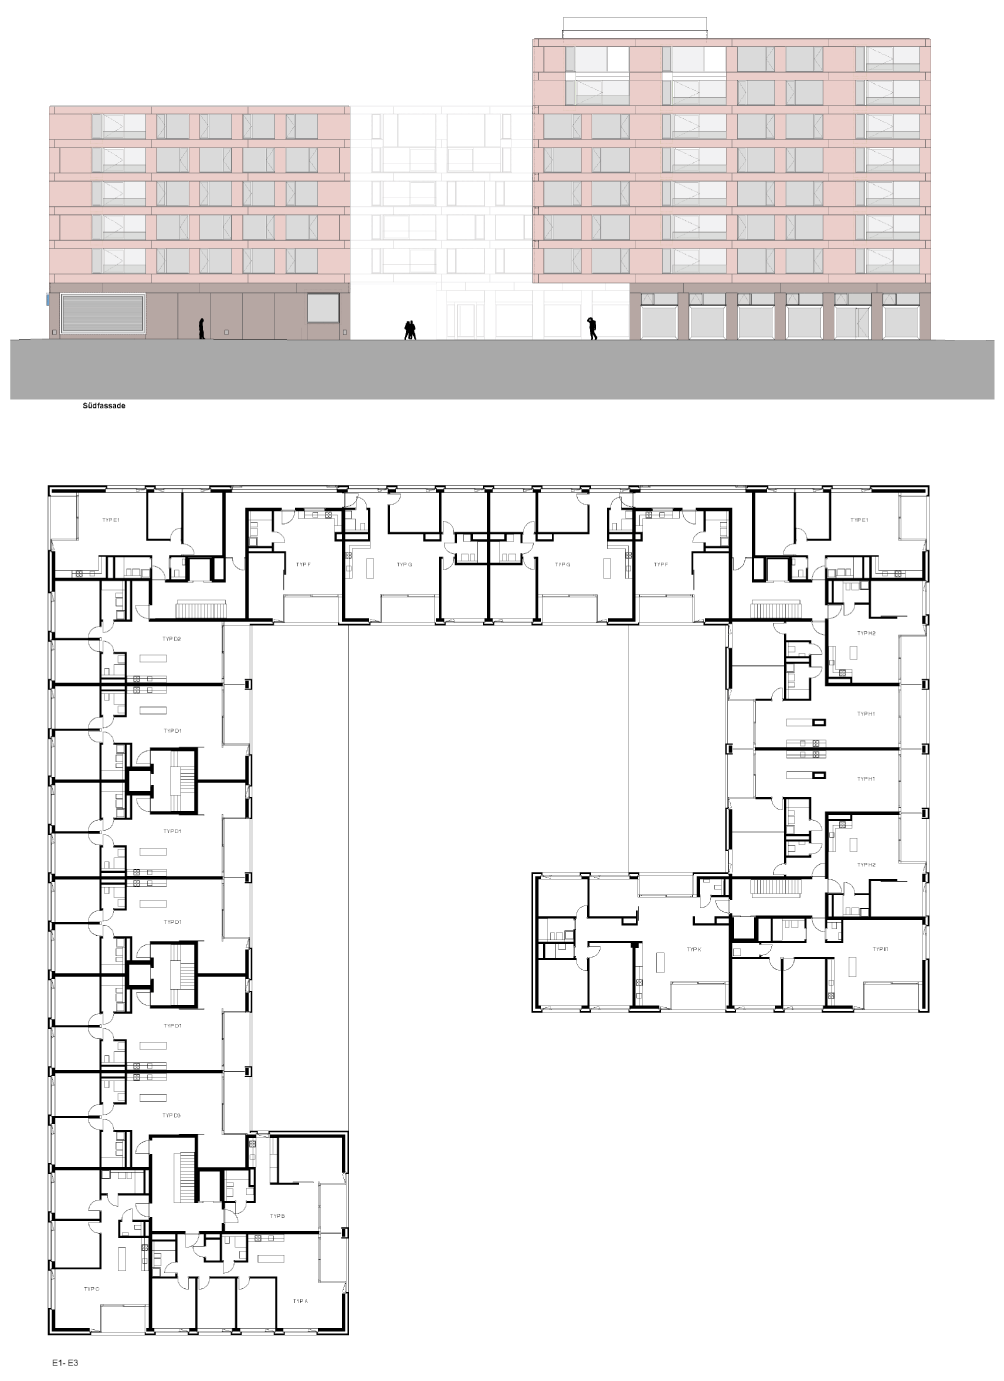 Südfassade
TYP E1
TYP F
TYP G
TYP G
TYP F
TYP E1
TYP D2
TYP H2
TYP D1
TYP H1
TYP H1
TYP D1
TYP H2
TYP D1
TYP K
TYP D1
TYP D3
TYP B
TYP C
TYP A
E1- E3